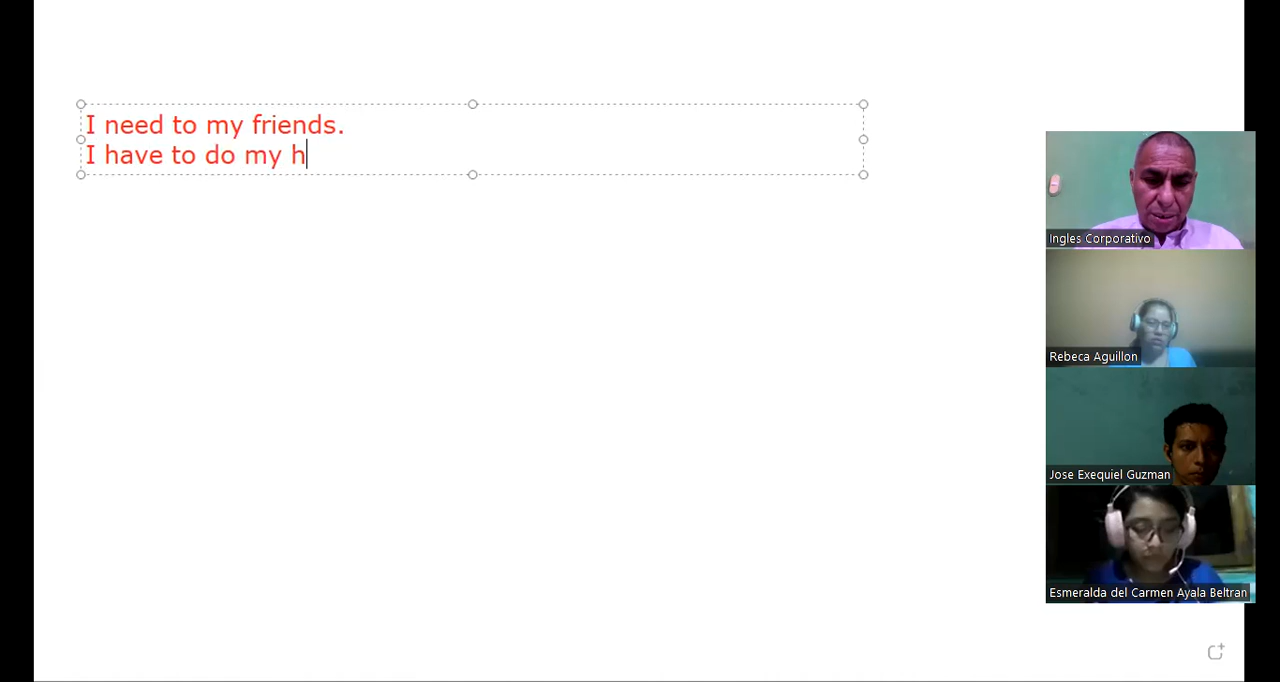 I need to my friends.
I have to do my h
Ingles Corporativo
Rebeca Aguillon
Jose Exequiel Guzman
Esmeralda del Carmen Ayala Beltran